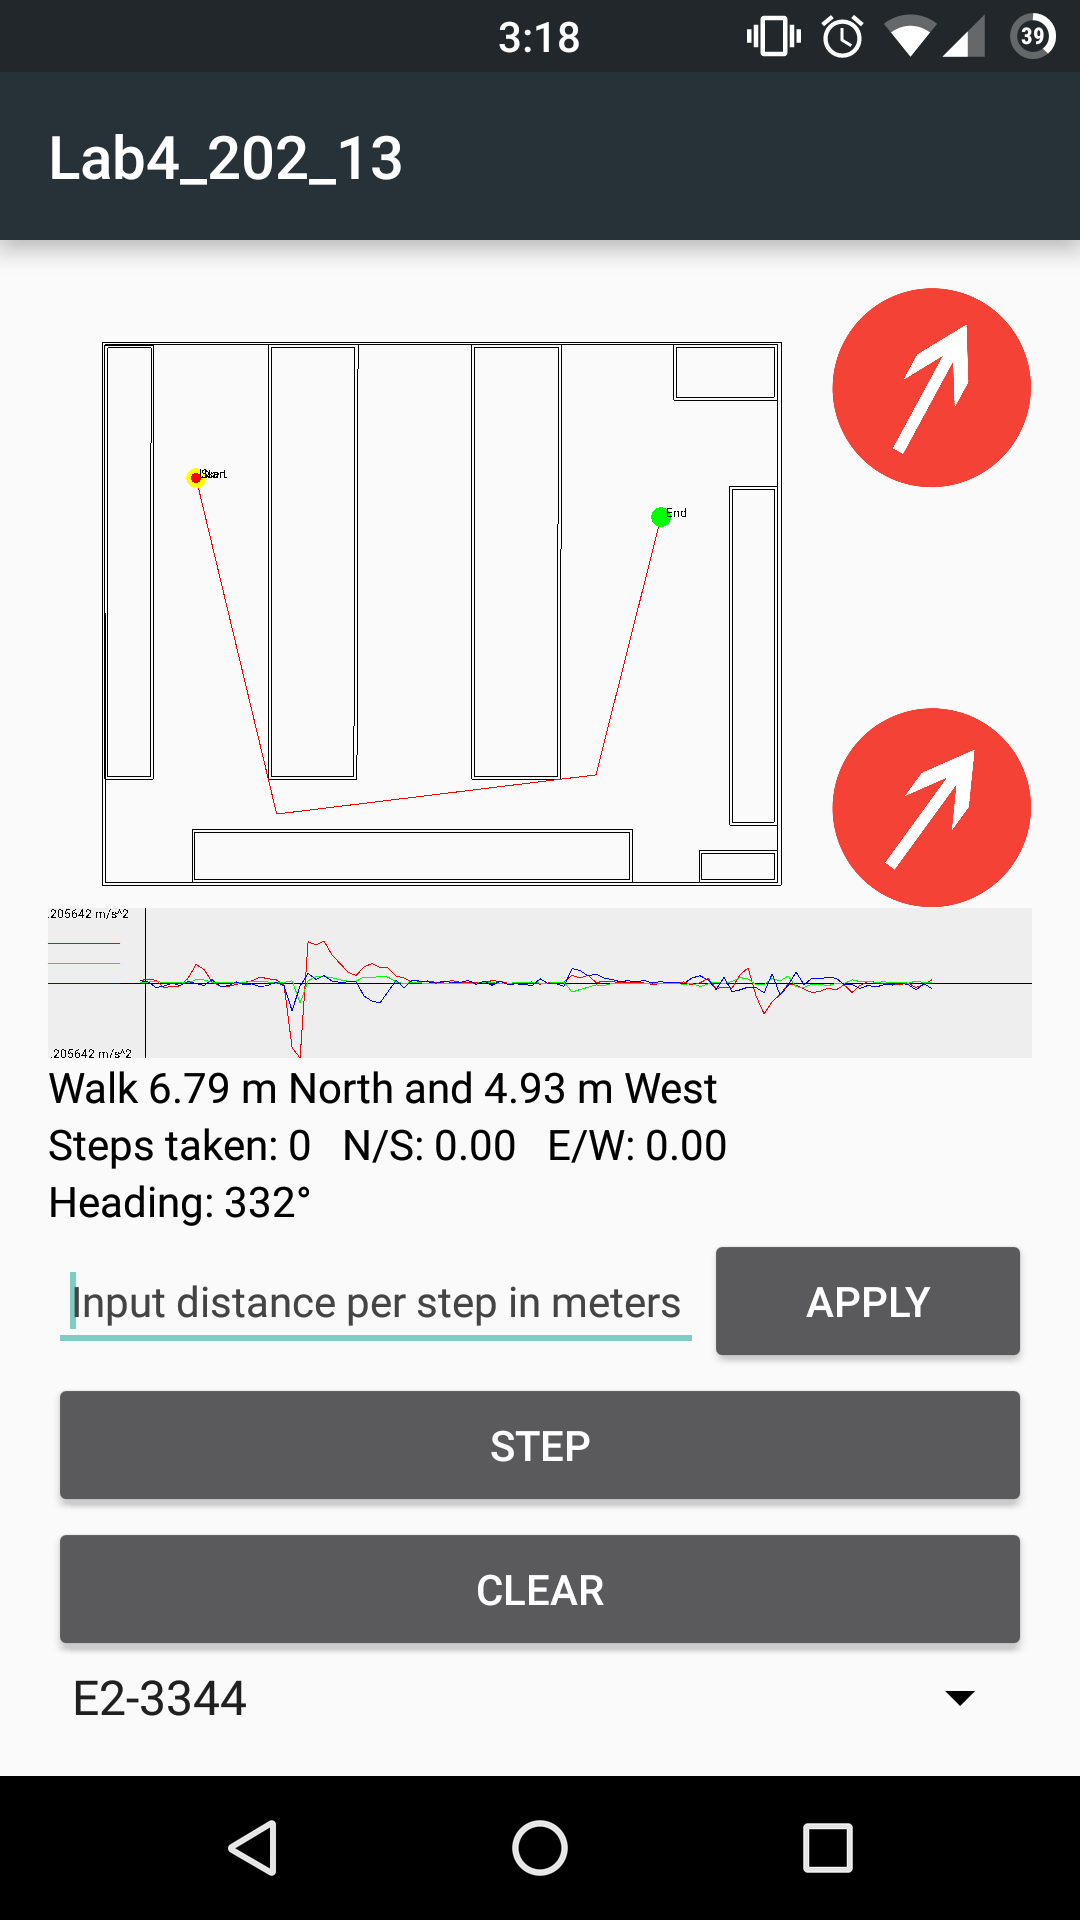 3:18
39
Lab4_202_13
Start
End
.205642 m/s^2
.205642 m/s^2
Walk 6.79 m North and 4.93 m West
Steps taken: 0 N/S: 0.00 E/W: 0.00
Heading: 332°
Input distance per step in meters
APPLY
STEP
CLEAR
E2-3344